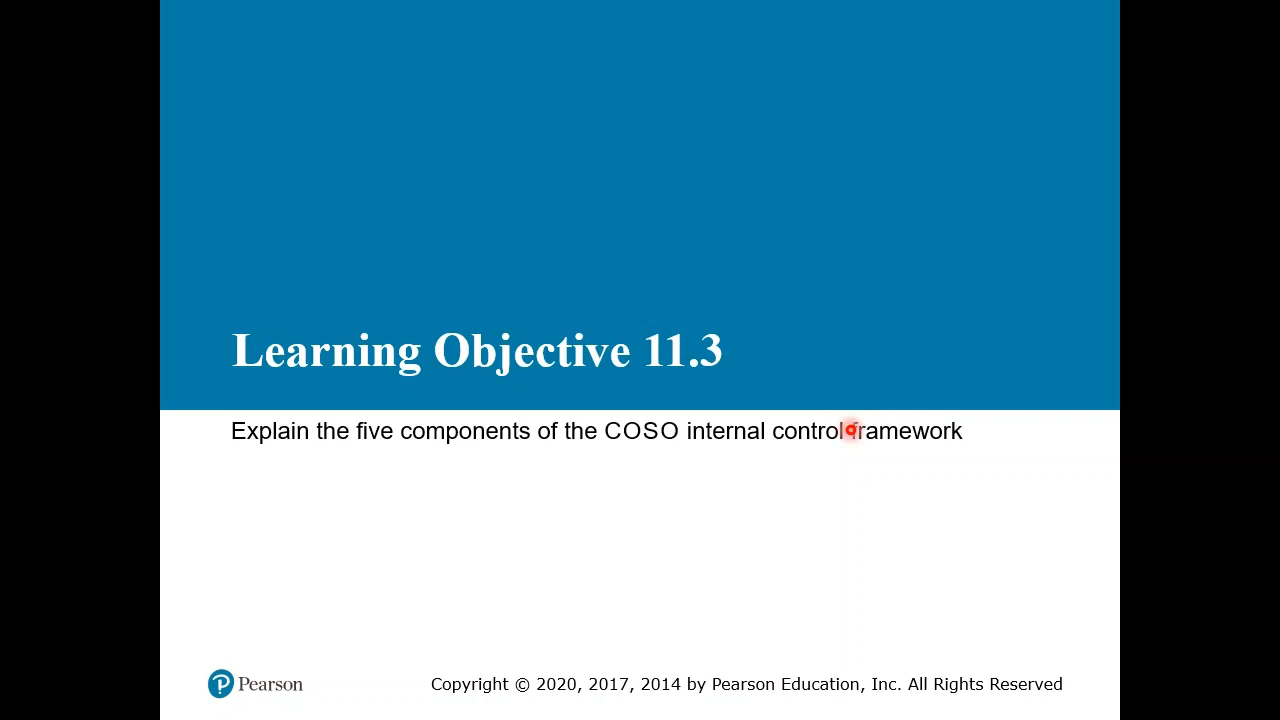 Learning Objective 11.3
Explain the five components of the COSO internal control framework
Pearson
Copyright © 2020, 2017, 2014 by Pearson Education, Inc. All Rights Reserved